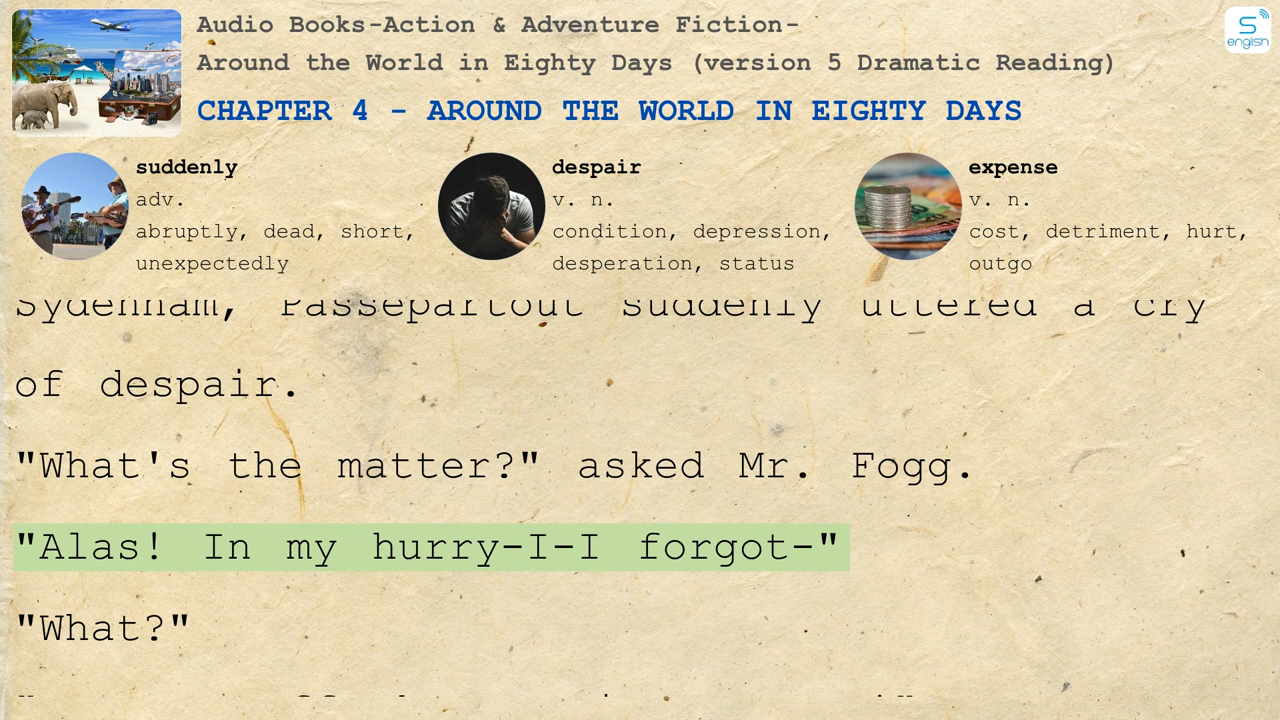 Audio Books-Action & Adventure Fiction-
Around the World in Eighty Days (version 5 Dramatic Reading)
CHAPTER 4 - AROUND THE WORLD IN EIGHTY DAYS
S english
suddenly
adv.
abruptly, dead, short,
unexpectedly
despair
v. n.
condition, depression,
desperation, status
expense
v. n.
cost, detriment, hurt,
outgo
Sydenham, Passepartout suddenly uttered a cry
of despair.
"What's the matter?" asked Mr. Fogg.
"Alas! In my hurry-I-I forgot-"
"What?"